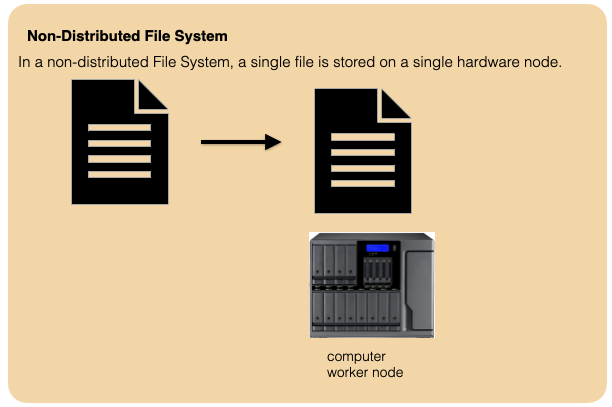 Non-Distributed File System
In a non-distributed File System, a single file is stored on a single hardware node.
computer
worker node